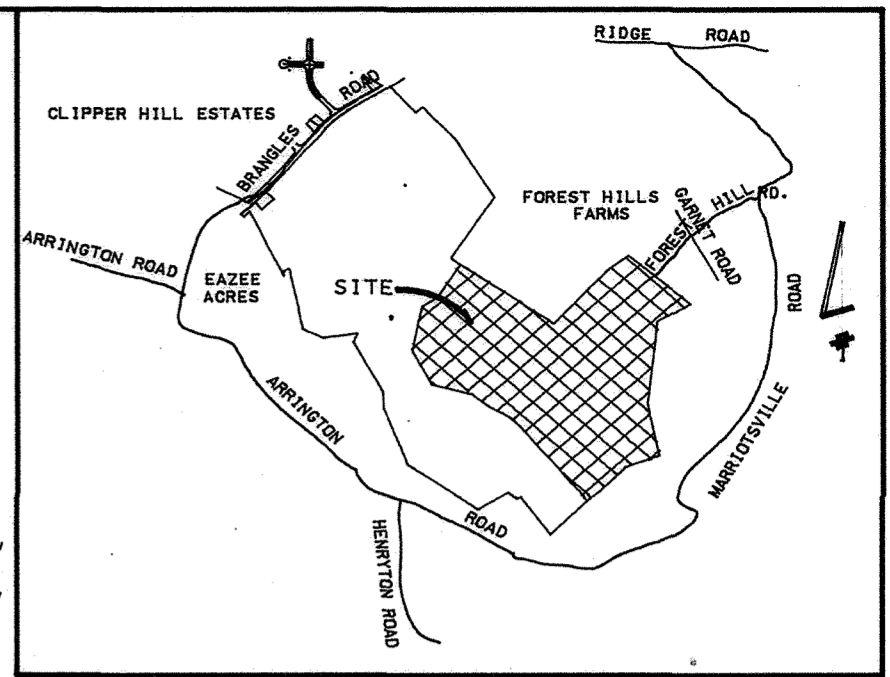 RIDGE ROAD
CLIPPER HILL ESTATES
BRANGLES ROAD
FOREST HILLS
FARMS
GARNET ROAD
FOREST HILL RD.
ARRINGTON ROAD
EAZEE
ACRES
SITE
ROAD
MARRIOTSVILLE
ARRINGTON
ROAD
HENRYTON ROAD